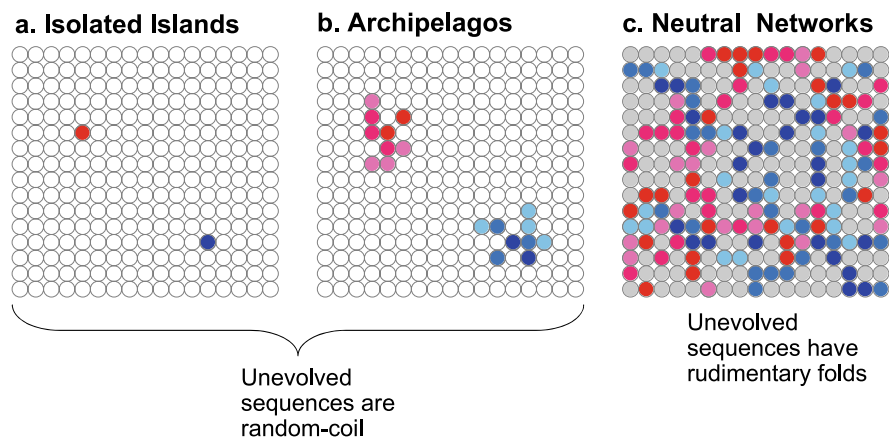 a. Isolated Islands
b. Archipelagos
c. Neutral Networks
Unevolved
sequences are
random-coil
Unevolved
sequences have
rudimentary folds